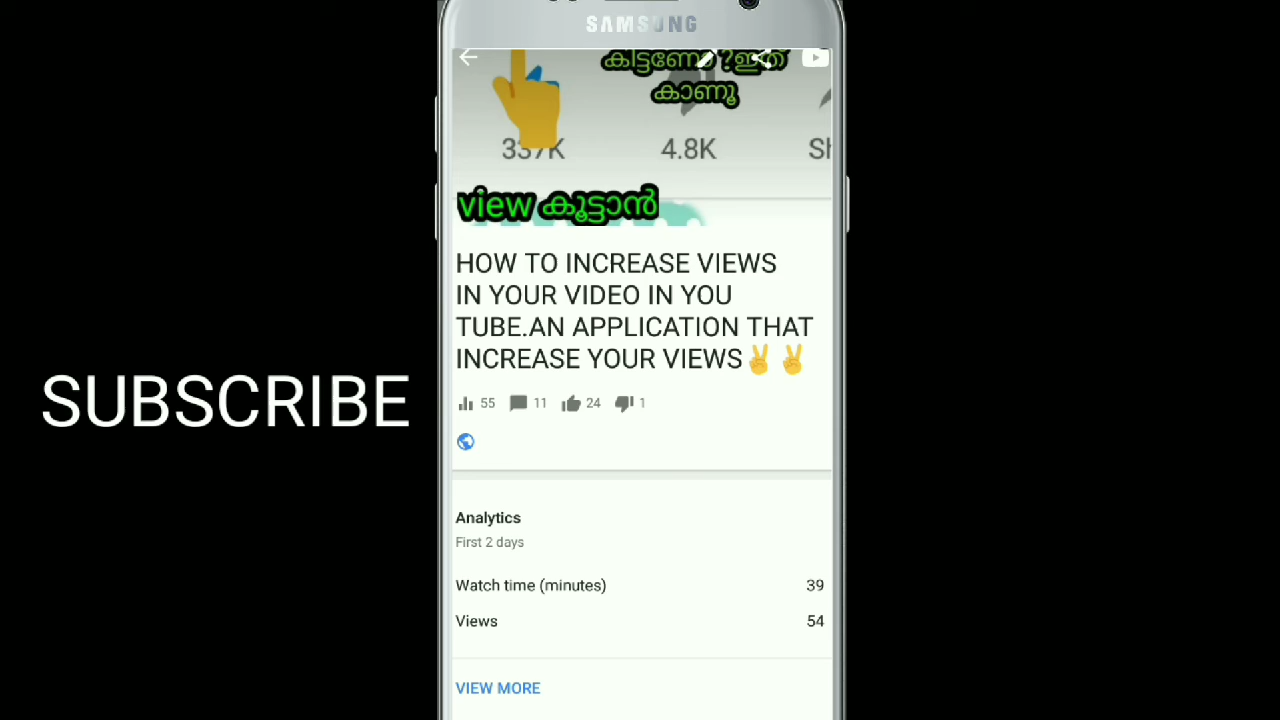 SAMSUNG
കിട്ടണോ ?ഇത്
കാണൂ
337K 4.8K
view കൂട്ടാൻ
HOW TO INCREASE VIEWS
IN YOUR VIDEO IN YOU
TUBE.AN APPLICATION THAT
INCREASE YOUR VIEWS✌✌
55 11 24 1
SUBSCRIBE
Analytics
First 2 days
Watch time (minutes) 39
Views 54
VIEW MORE